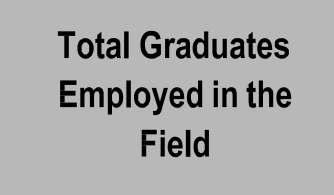 Total Graduates
Employed in the
Field